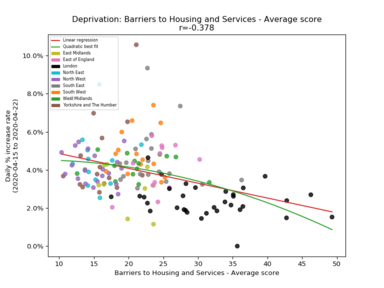 Deprivation: Barriers to Housing and Services - Average score
r=-0.378
Daily % increase rate
(2020-04-15 to 2020-04-22)
10.0%
8.0%
6.0%
4.0%
2.0%
0.0%
Linear regression
Quadratic best fit
East Midlands
East of England
London
North East
North West
South East
South West
West Midlands
Yorkshire and The Humber
10 15 20 25 30 35 40 45 50
Barriers to Housing and Services - Average score